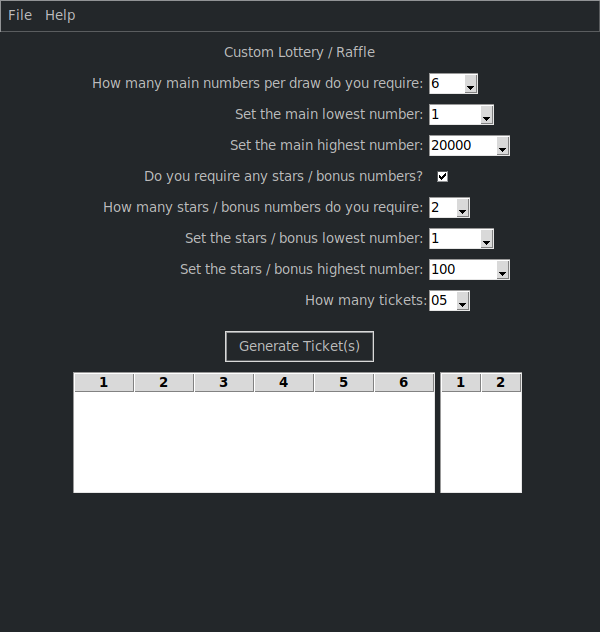 File Help
Custom Lottery / Raffle
How many main numbers per draw do you require: 6
Set the main lowest number: 1
Set the main highest number: 20000
Do you require any stars / bonus numbers?
How many stars / bonus numbers do you require: 2
Set the stars / bonus lowest number: 1
Set the stars / bonus highest number: 100
How many tickets: 05
Generate Ticket(s)
1 2 3 4 5 6 1 2